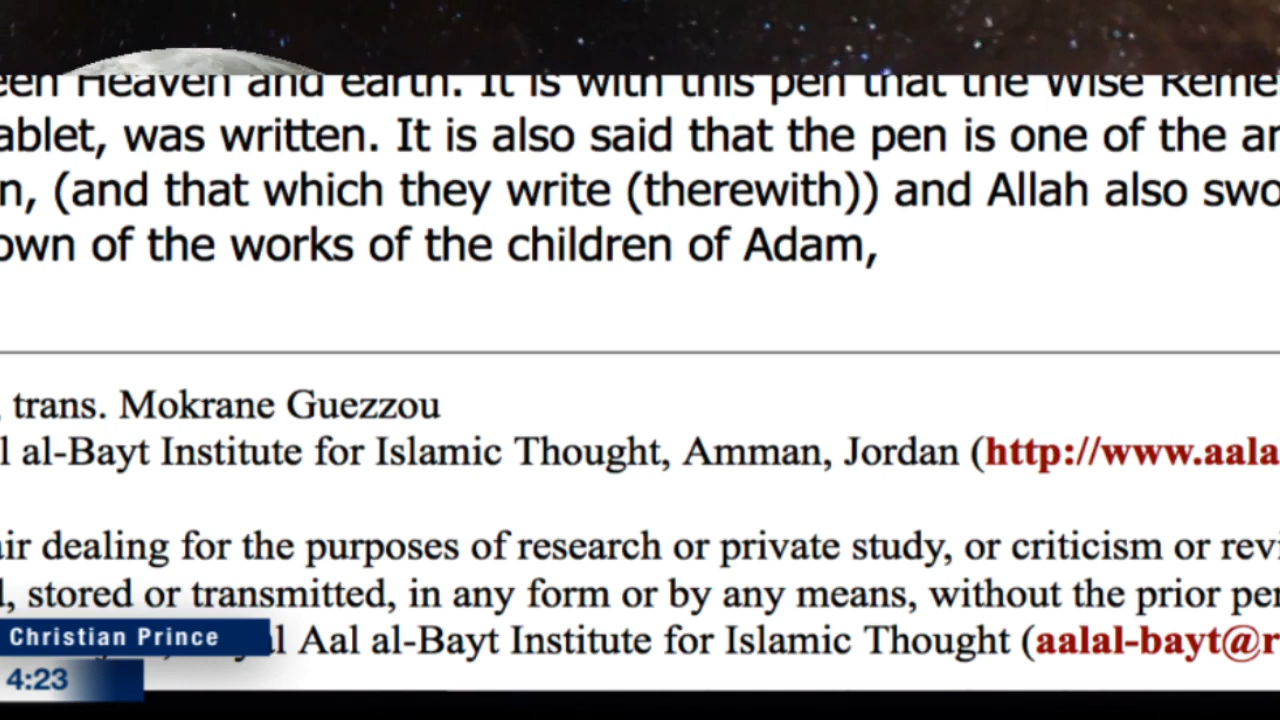 een Heaven and earth. It is with this pen that the Wise Reme
ablet, was written. It is also said that the pen is one of the an
n, (and that which they write (therewith)) and Allah also swo
own of the works of the children of Adam,
, trans. Mokrane Guezzou
l al-Bayt Institute for Islamic Thought, Amman, Jordan (http://www.aala
air dealing for the purposes of research or private study, or criticism or revi
d, stored or transmitted, in any form or by any means, without the prior per
Christian Prince
al Aal al-Bayt Institute for Islamic Thought (aalal-bayt@r
4:23